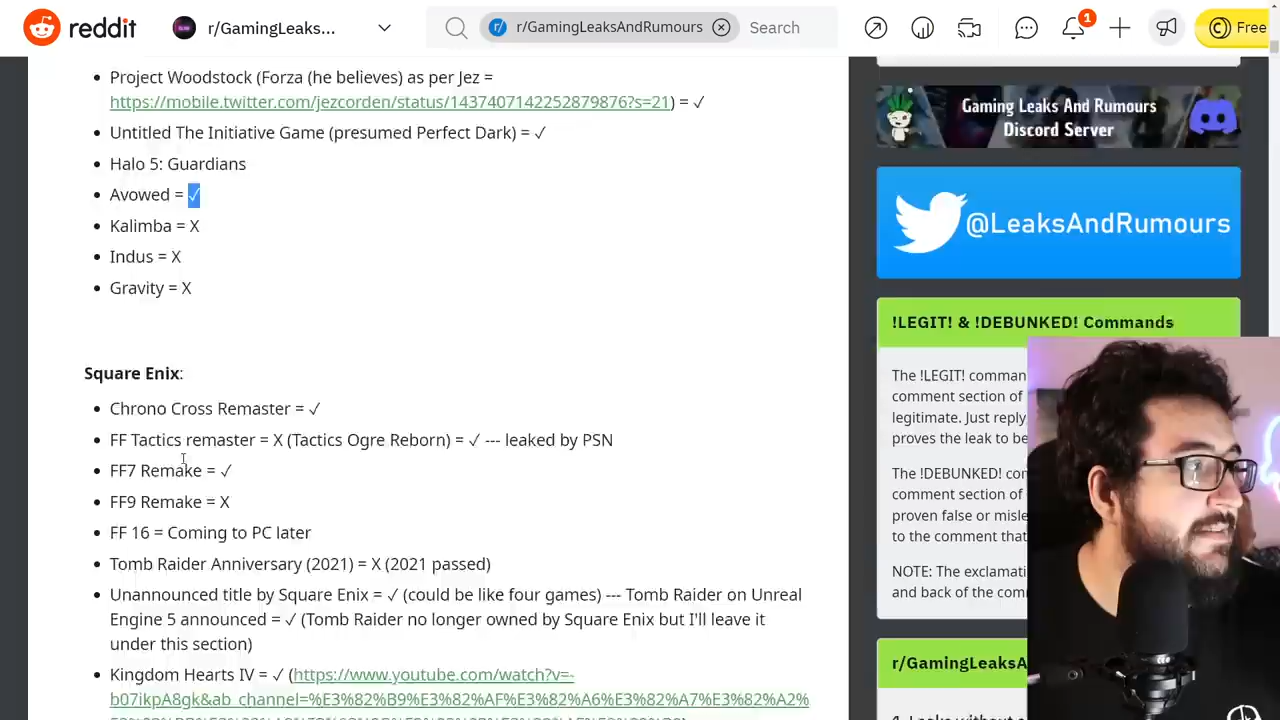 reddit
r/GamingLeaks...
r/GamingLeaksAndRumours
Search
1
Free
Project Woodstock (Forza (he believes) as per Jez =
https://mobile.twitter.com/jezcorden/status/1437407142252879876?s=21) = ✓
Untitled The Initiative Game (presumed Perfect Dark) = ✓
Halo 5: Guardians
Avowed = ✓
Kalimba = X
Indus = X
Gravity = X
Square Enix:
Chrono Cross Remaster = ✓
FF Tactics remaster = X (Tactics Ogre Reborn) = ✓ --- leaked by PSN
FF7 Remake = ✓
FF9 Remake = X
FF 16 = Coming to PC later
Tomb Raider Anniversary (2021) = X (2021 passed)
Unannounced title by Square Enix = ✓ (could be like four games) --- Tomb Raider on Unreal
Engine 5 announced = ✓ (Tomb Raider no longer owned by Square Enix but I'll leave it
under this section)
Kingdom Hearts IV = ✓ (https://www.youtube.com/watch?v=-
b07ikpA8gk&ab_channel=%E3%82%B9%E3%82%AF%E3%82%A6%E3%82%A7%E3%82%A2%
Gaming Leaks And Rumours
Discord Server
@LeaksAndRumours
!LEGIT! & !DEBUNKED! Commands
The !LEGIT! comman
comment section of
legitimate. Just reply
proves the leak to be
The !DEBUNKED! con
comment section of
proven false or misle
to the comment that
NOTE: The exclamati
and back of the com
r/GamingLeaksA